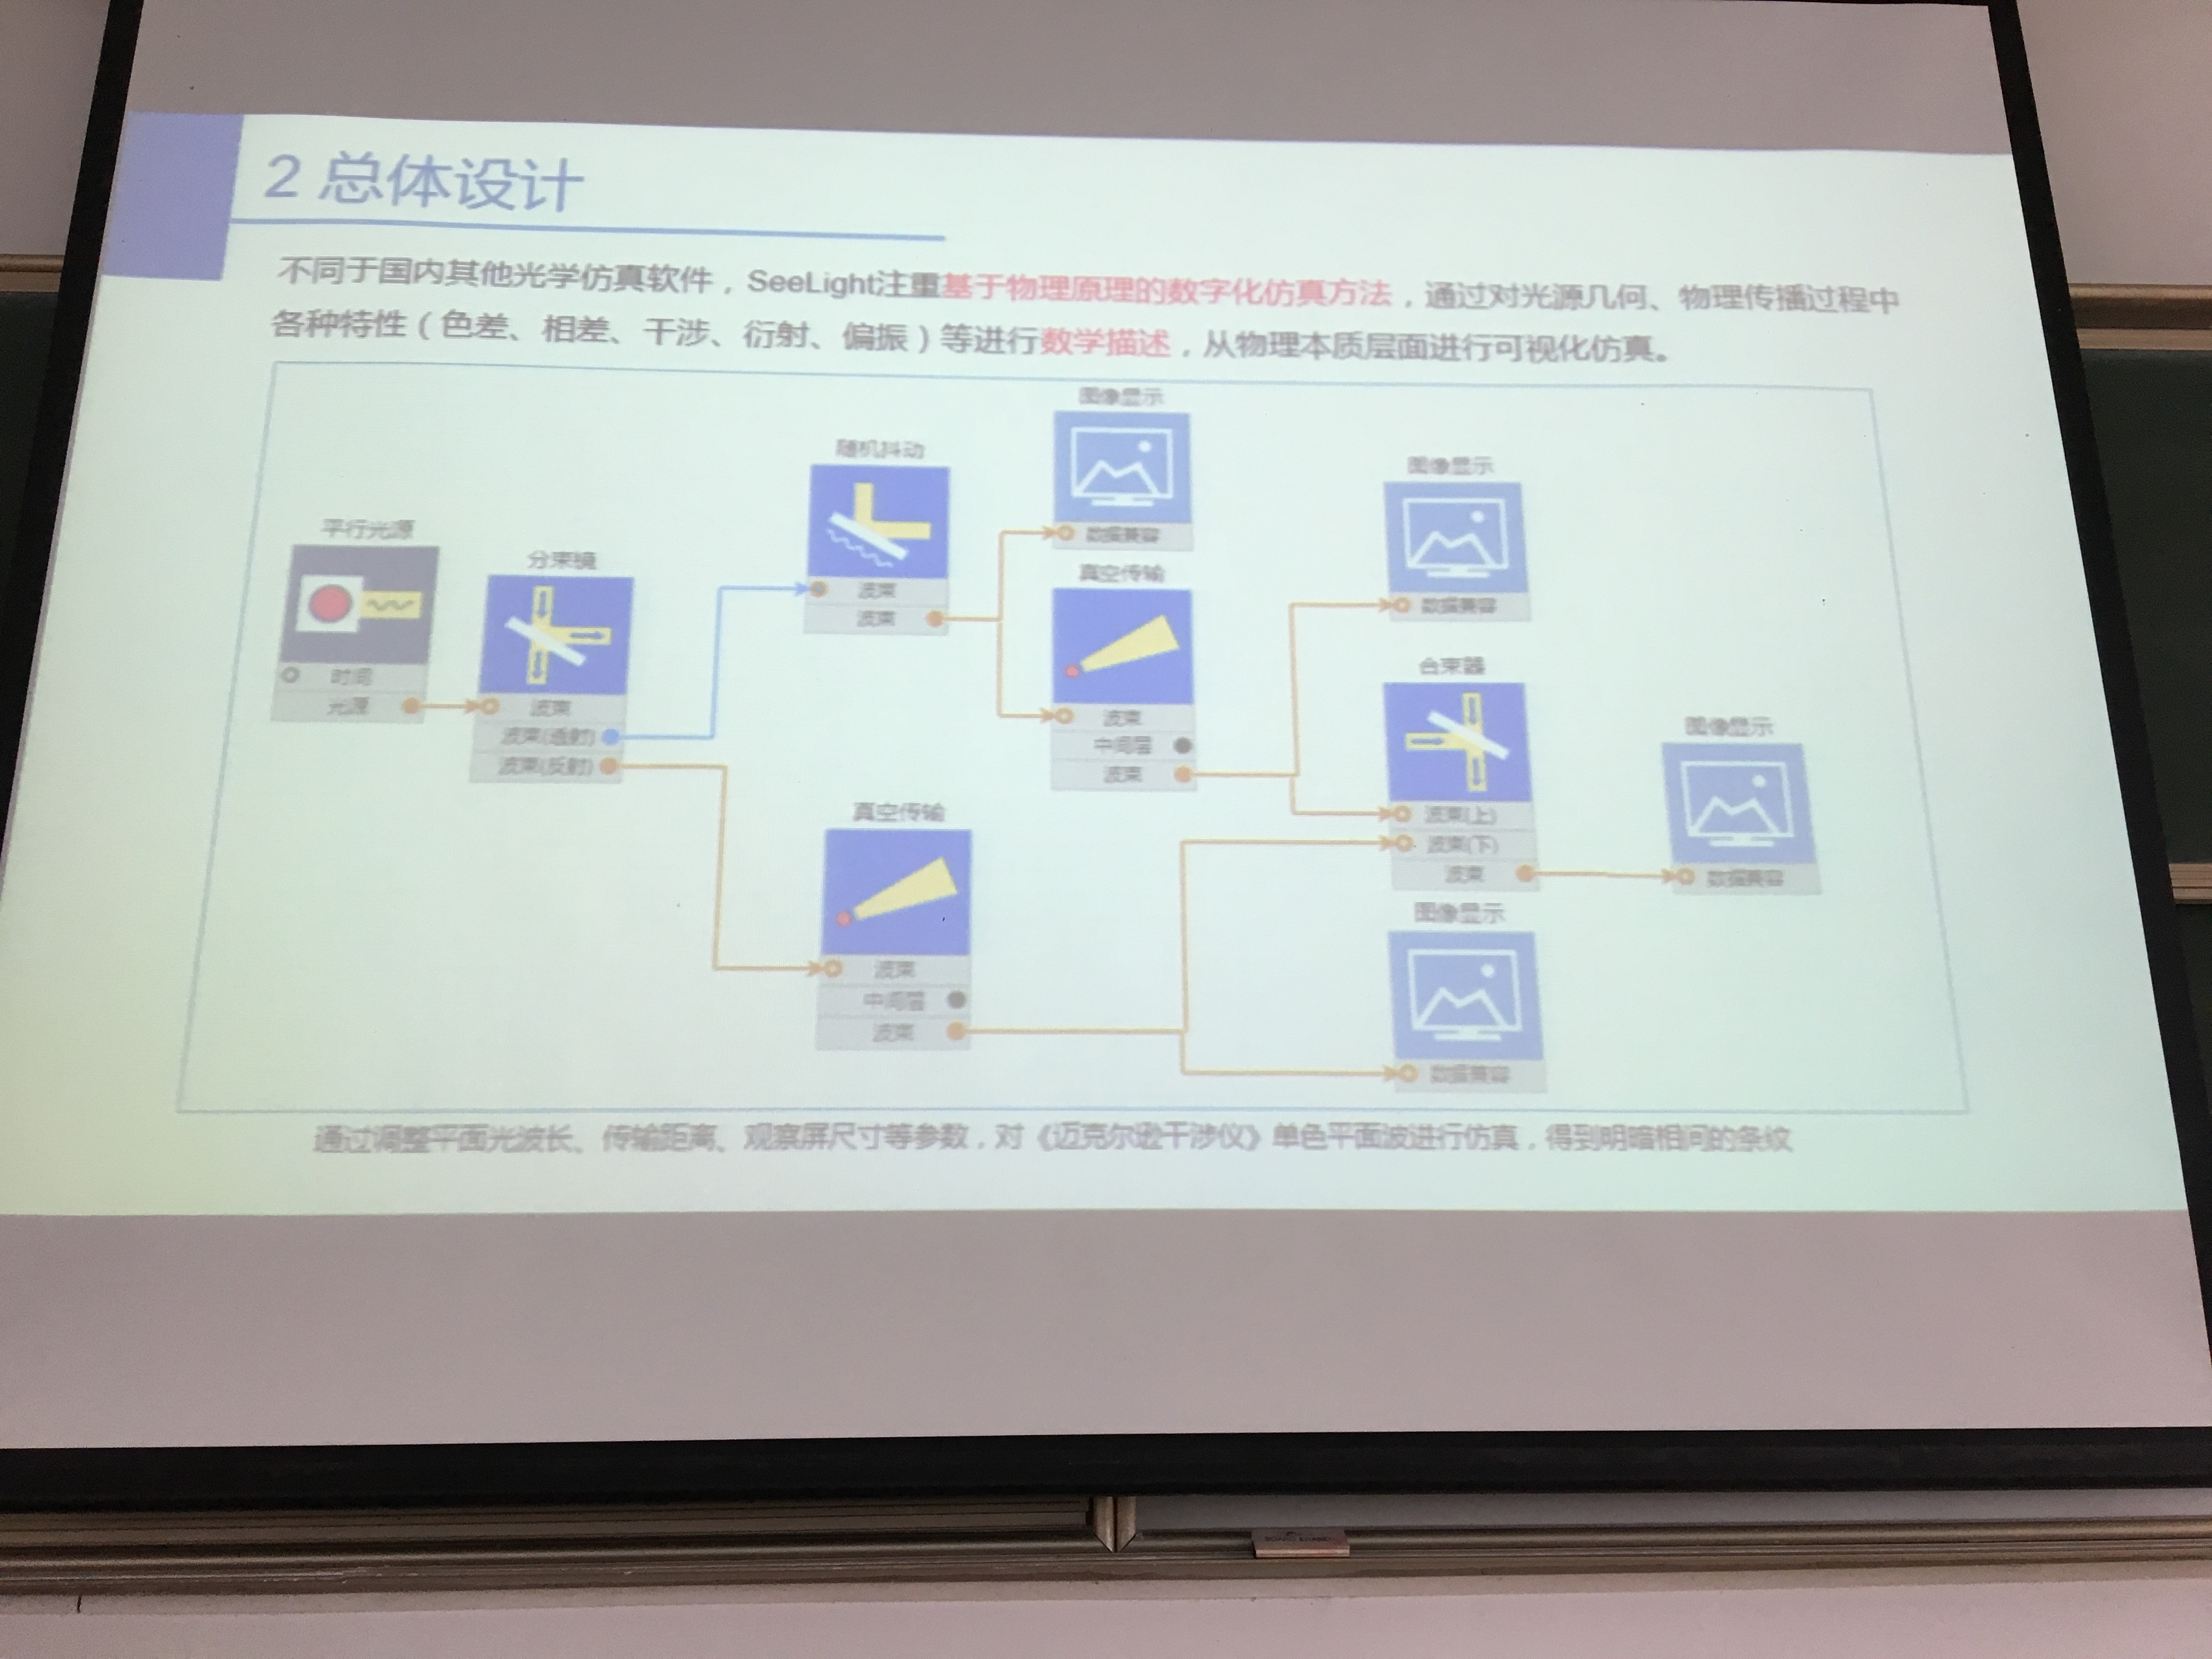 2 总体设计
不同于国内其他光学仿真软件，SeeLight注重基于物理原理的数字化仿真方法，通过对光源几何、物理传播过程中
各种特性（色差、相差、干涉、衍射、偏振）等进行数学描述，从物理本质层面进行可视化仿真。
平行光源
时间
光源
分束镜
波束
波束(透射)
波束(反射)
随机抖动
波束
波束
图像显示
数据兼容
真空传输
波束
中间层
波束
真空传输
波束
中间层
波束
图像显示
数据兼容
合束器
波束(上)
波束(下)
波束
图像显示
数据兼容
图像显示
数据兼容
通过调整平面光波长、传输距离、观察屏尺寸等参数，对《迈克尔逊干涉仪》单色平面波进行仿真，得到明暗相间的条纹